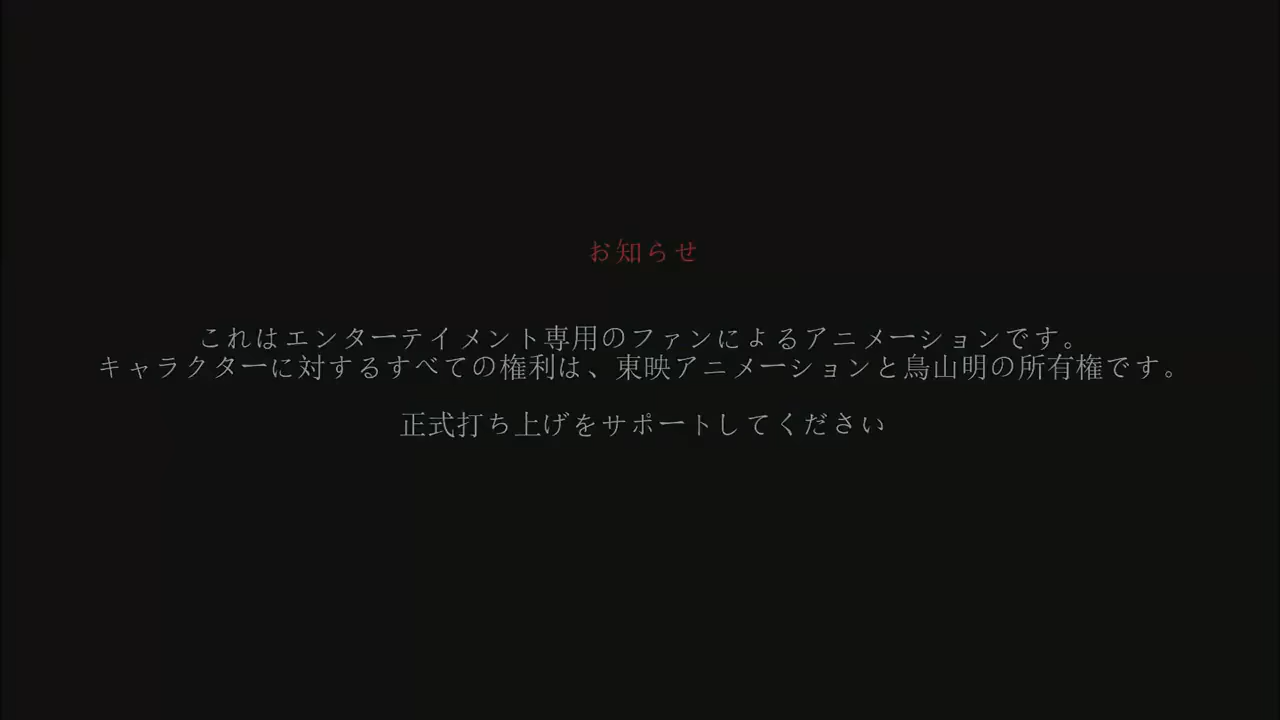 お知らせ
これはエンターテイメント専用のファンによるアニメーションです。
キャラクターに対するすべての権利は、東映アニメーションと鳥山明の所有権です。
正式打ち上げをサポートしてください